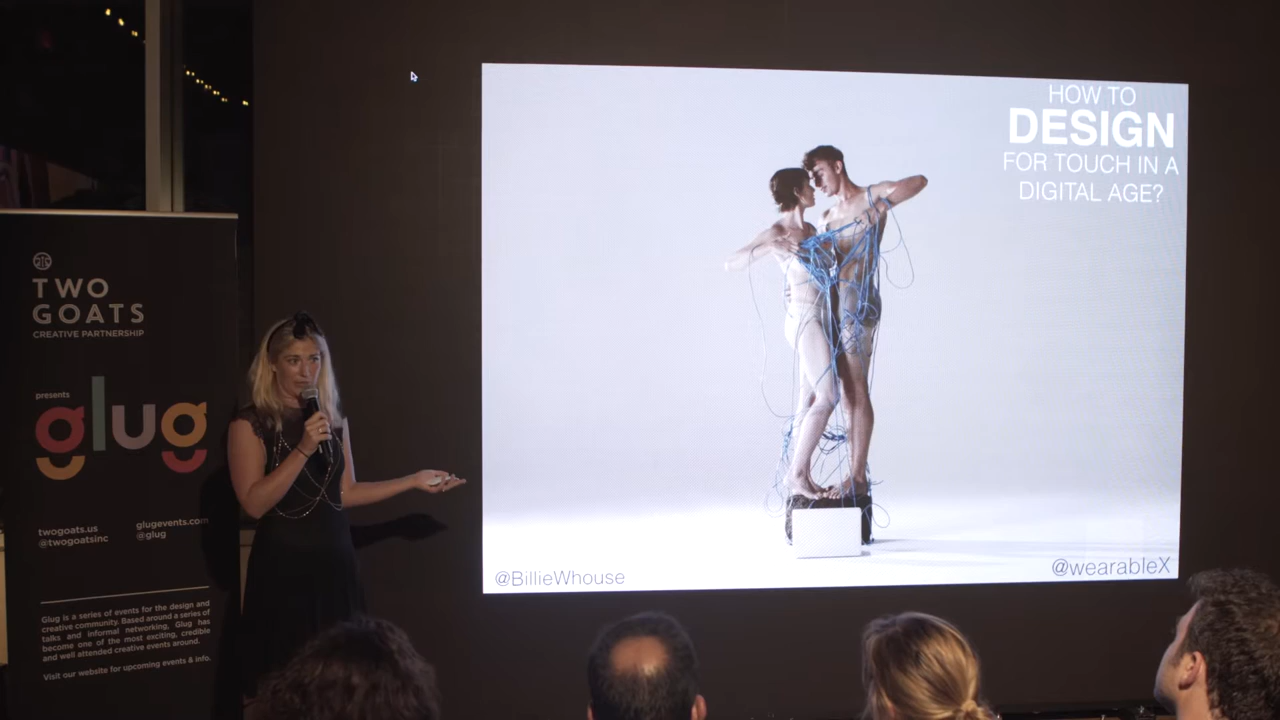 TWO
GOATS
CREATIVE PARTNERSHIP
presents
glug
twogoats.us
@twogoatsinc
glugevents.com
@glug
Glug is a series of events for the design and
creative community. Based around a series of
talks and informal networking, Glug has
become one of the most exciting, credible
and well attended creative events around.
Visit our website for upcoming events & info.
HOW TO
DESIGN
FOR TOUCH IN A
DIGITAL AGE?
@BillieWhouse
@wearableX